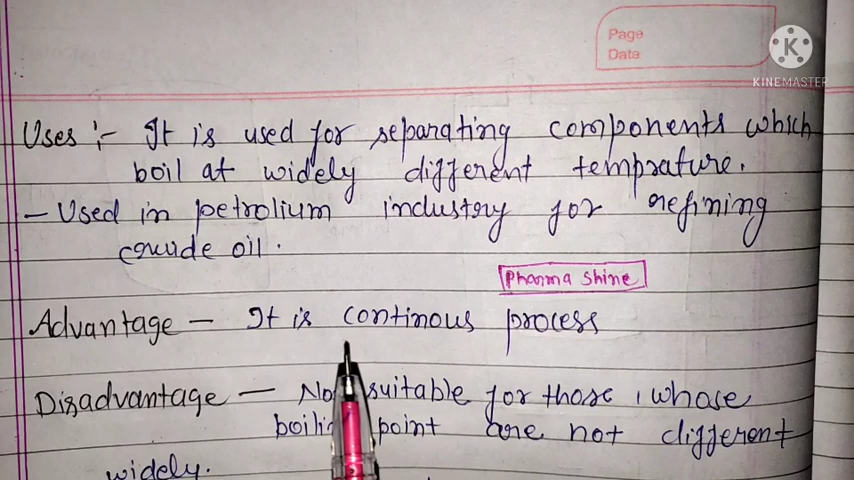 Page
Date
KINEMASTER
Uses :- It is used for separating components which
boil at widely different temprature.
- Used in petrolium industry for refining
crude oil.
Pharma Shine
Advantage - It is continous process
Disadvantage - Not suitable for those, whose
point are not different
widely.